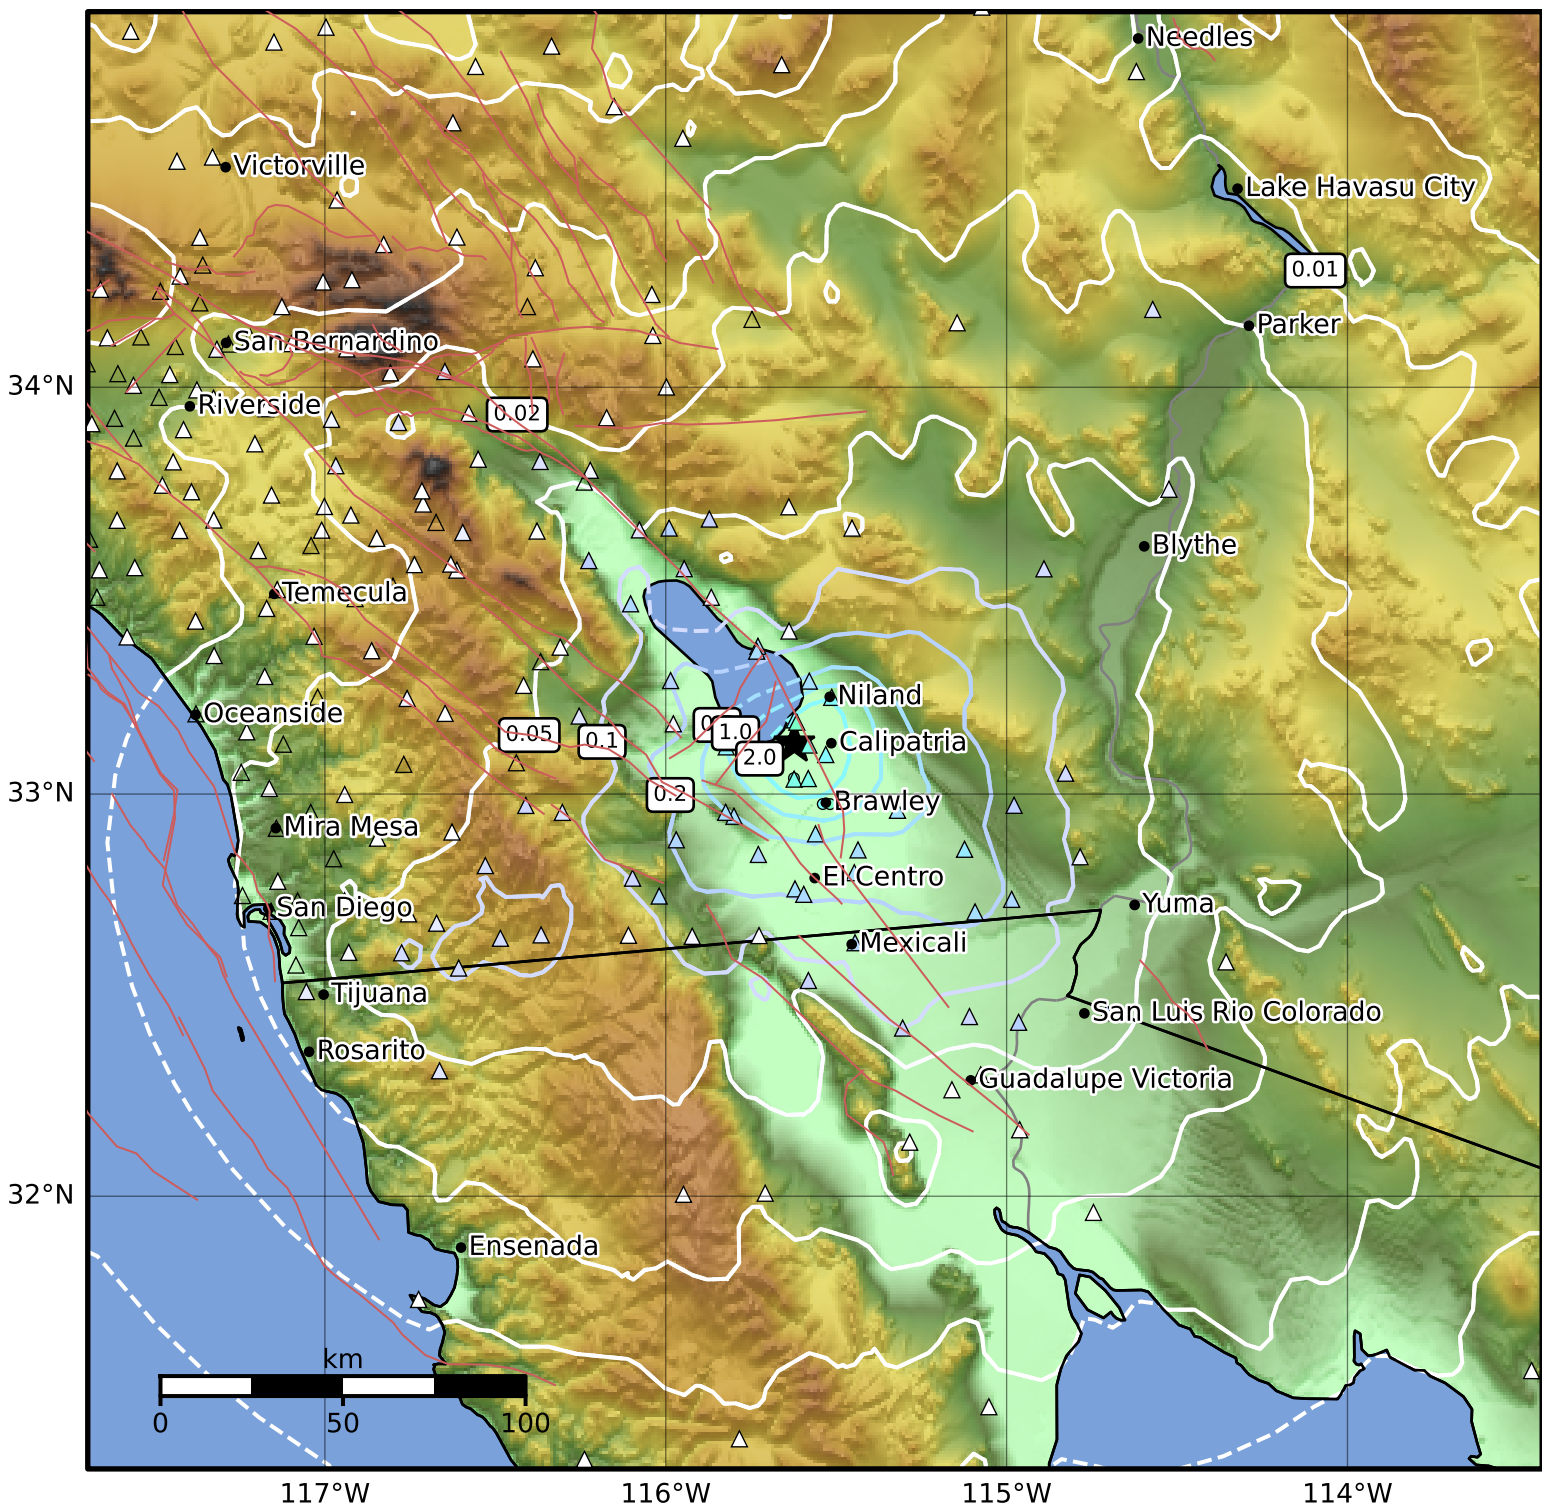 Needles
Victorville
Lake Havasu City
0.01
Parker
San Bernardino
34°N
Riverside
0.02
Blythe
Temecula
Niland
Oceanside
0.05
0.1
1.0
Calipatria
2.0
33°N
0.2
Brawley
Mira Mesa
El Centro
San Diego
Yuma
Mexicali
Tijuana
San Luis Rio Colorado
Rosarito
Guadalupe Victoria
32°N
Ensenada
km
0 50 100
117°W 116°W 115°W 114°W